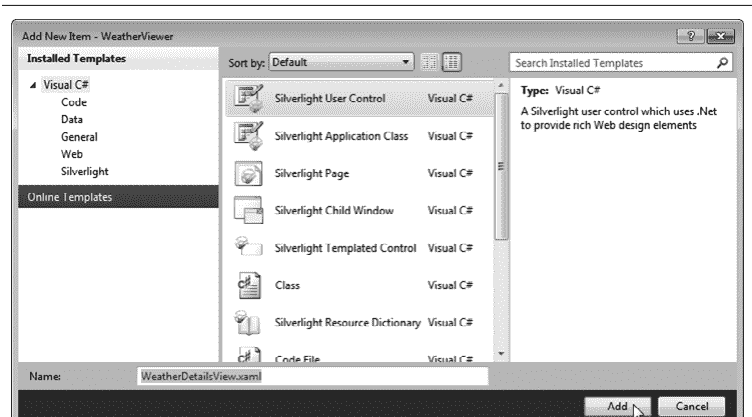 Add New Item - WeatherViewer
Installed Templates
Sort by: Default
Search Installed Templates
Visual C#
Code
Data
General
Web
Silverlight
Online Templates
Silverlight User Control Visual C#
Silverlight Application Class Visual C#
Silverlight Page Visual C#
Silverlight Child Window Visual C#
Silverlight Templated Control Visual C#
Class Visual C#
Silverlight Resource Dictionary Visual C#
Code File Visual C#
Type: Visual C#
A Silverlight user control which uses .Net
to provide rich Web design elements
Name: WeatherDetailsView.xaml
Add Cancel